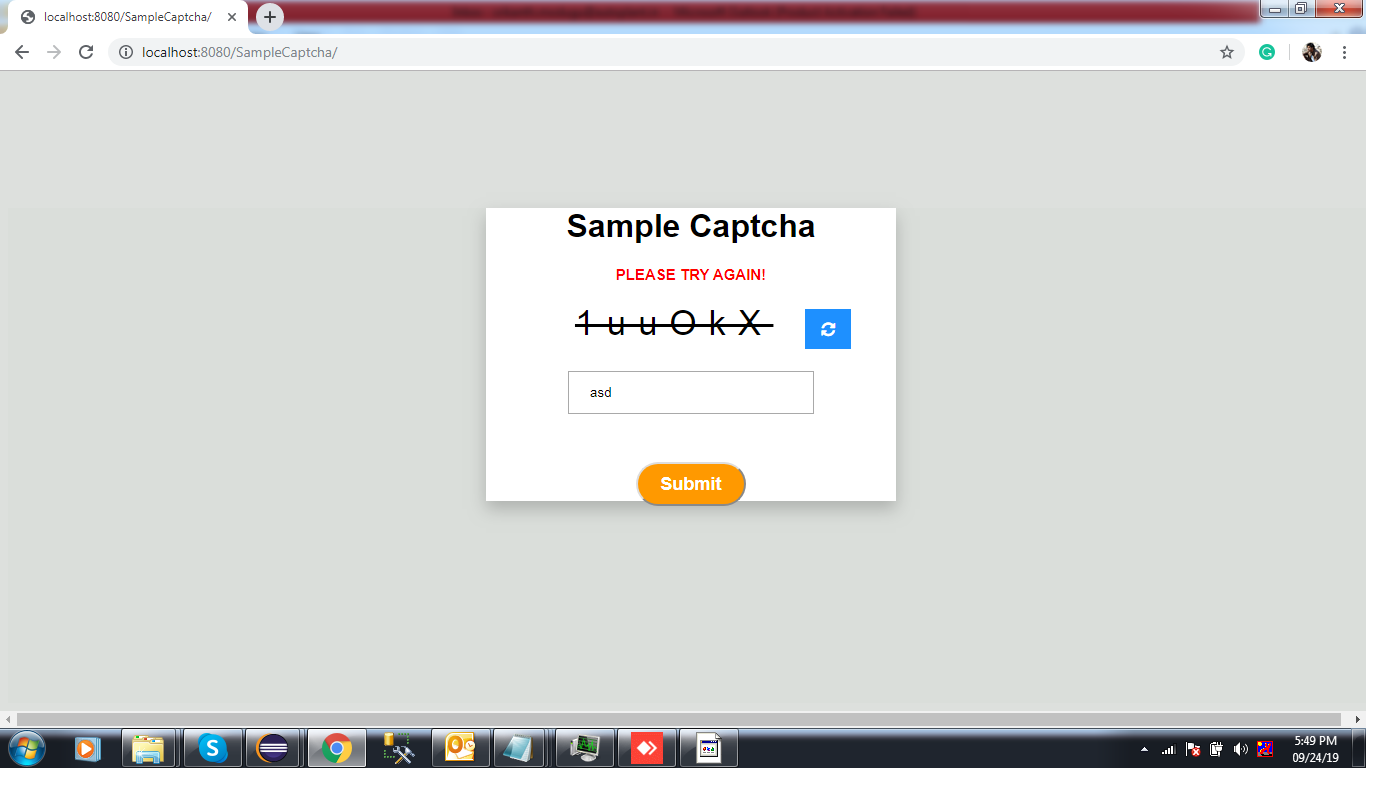 localhost:8080/SampleCaptcha/
localhost:8080/SampleCaptcha/
Sample Captcha
PLEASE TRY AGAIN!
1 u u O k X
asd
Submit
5:49 PM
09/24/19